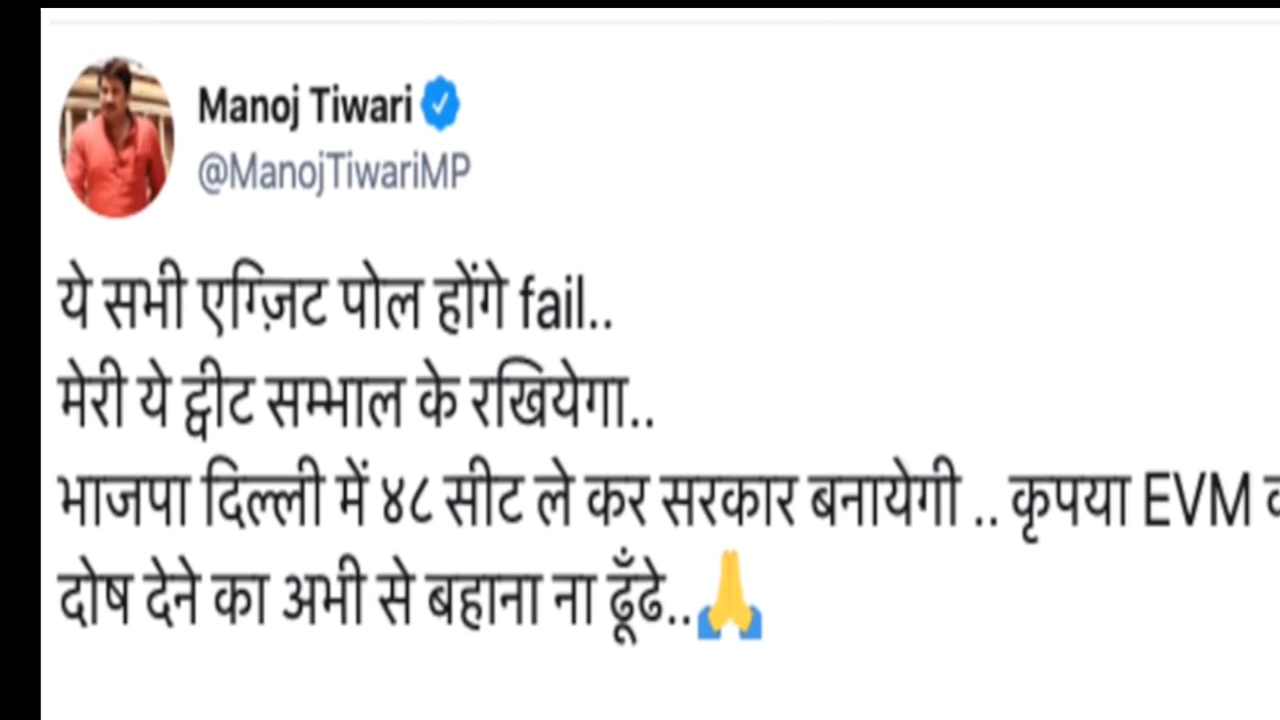 Manoj Tiwari
@ManojTiwariMP
ये सभी एग्ज़िट पोल होंगे fail..
मेरी ये ट्वीट सम्भाल के रखियेगा..
भाजपा दिल्ली में ४८ सीट ले कर सरकार बनायेगी .. कृपया EVM
दोष देने का अभी से बहाना ना ढूँढे..🙏